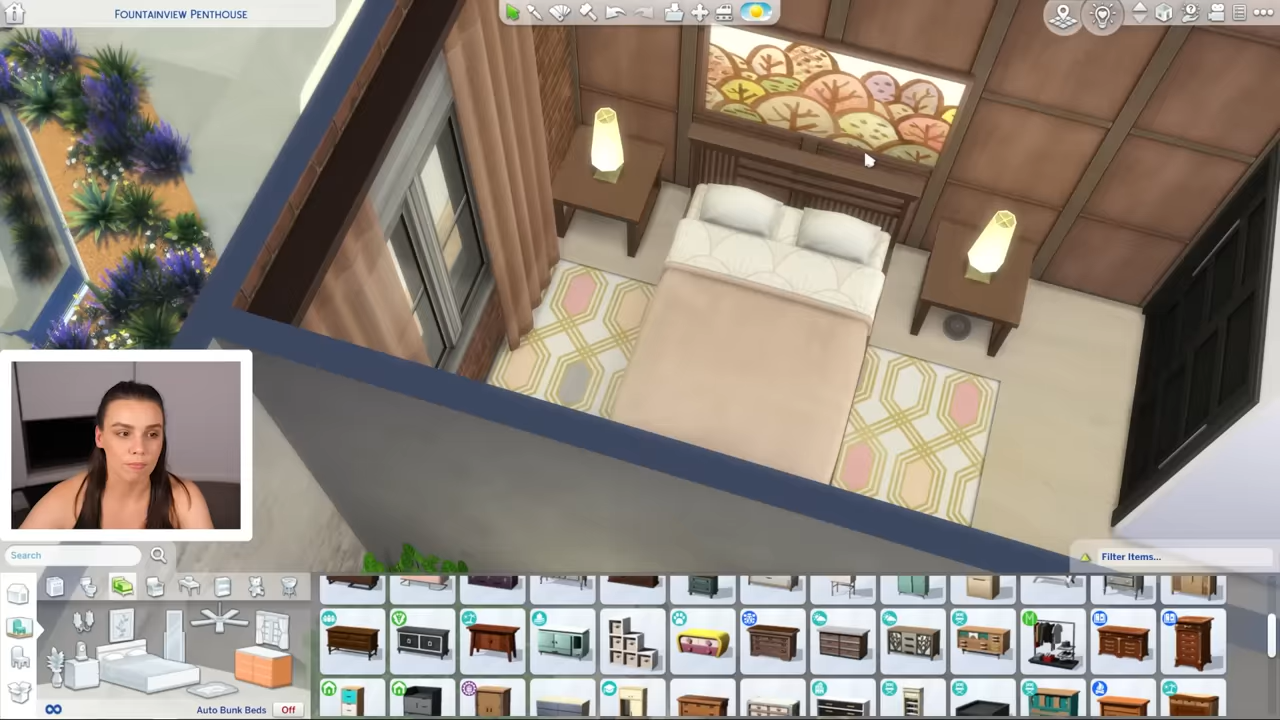 FOUNTAINVIEW PENTHOUSE
Search
Filter Items...
Auto Bunk Beds
Off